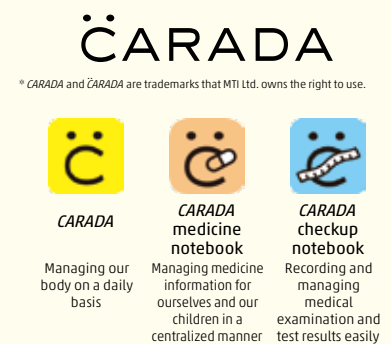 C̈ARADA
* CARADA and C̈ARADA are trademarks that MTI Ltd. owns the right to use.
CARADA
Managing our
body on a daily
basis
CARADA
medicine
notebook
Managing medicine
information for
ourselves and our
children in a
centralized manner
CARADA
checkup
notebook
Recording and
managing
medical
examination and
test results easily